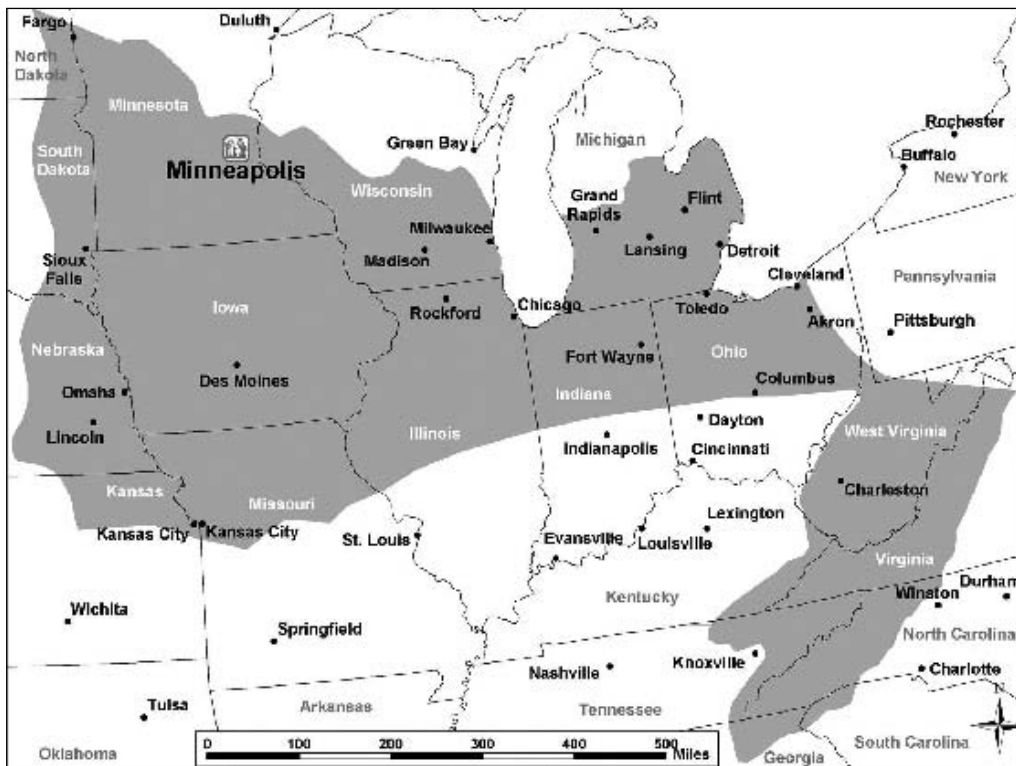 Fargo
Duluth
North
Dakota
Minnesota
Rochester
Green Bay
Michigan
Buffalo
South
Dakota
Minneapolis
New York
Wisconsin
Grand
Rapids
Flint
Milwaukee
Lansing
Detroit
Sioux
Falls
Madison
Cleveland
Pennsylvania
Iowa
Rockford
Chicago
Toledo
Akron
Pittsburgh
Nebraska
Fort Wayne
Ohio
Omaha
Des Moines
Indiana
Columbus
Lincoln
Illinois
Dayton
West Virginia
Indianapolis
Cincinnati
Kansas
Missouri
Charleston
Kansas City
Kansas City
St. Louis
Lexington
Evansville
Louisville
Virginia
Wichita
Kentucky
Winston
Durham
Springfield
North Carolina
Nashville
Knoxville
Charlotte
Tulsa
Arkansas
Tennessee
N
Oklahoma
Georgia
South Carolina
0 100 200 300 400 500 Miles